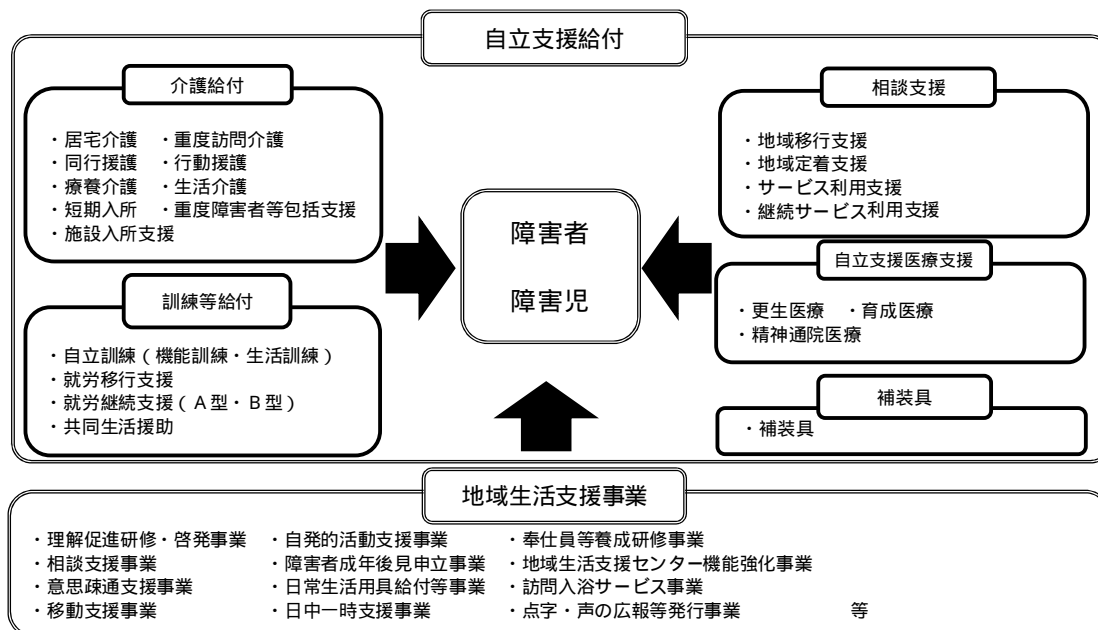 自立支援給付
介護給付
・居宅介護 ・重度訪問介護
・同行援護 ・行動援護
・療養介護 ・生活介護
・短期入所 ・重度障害者等包括支援
・施設入所支援
訓練等給付
・自立訓練(機能訓練・生活訓練)
・就労移行支援
・就労継続支援(A型・B型)
・共同生活援助
障害者
障害児
相談支援
・地域移行支援
・地域定着支援
・サービス利用支援
・継続サービス利用支援
自立支援医療支援
・更生医療 ・育成医療
・精神通院医療
補装具
・補装具
地域生活支援事業
・理解促進研修・啓発事業 ・自発的活動支援事業 ・奉仕員等養成研修事業
・相談支援事業 ・障害者成年後見申立事業 ・地域生活支援センター機能強化事業
・意思疎通支援事業 ・日常生活用具給付等事業 ・訪問入浴サービス事業
・移動支援事業 ・日中一時支援事業 ・点字・声の広報等発行事業 等